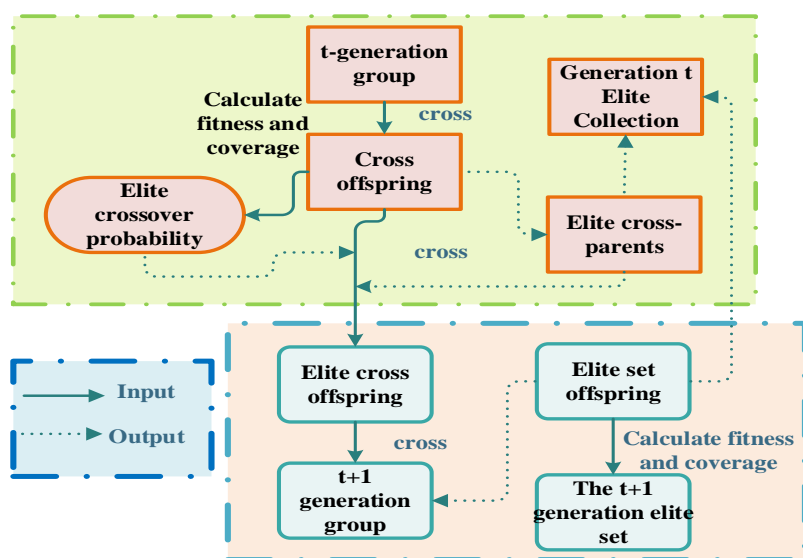 t-generation
group
Generation t
Elite
Collection
Calculate
fitness and
coverage
cross
Cross
offspring
Elite
crossover
probability
Elite cross-
parents
cross
Elite cross
offspring
Elite set
offspring
Input
Output
cross
Calculate fitness
and coverage
t+1
generation
group
The t+1
generation elite
set